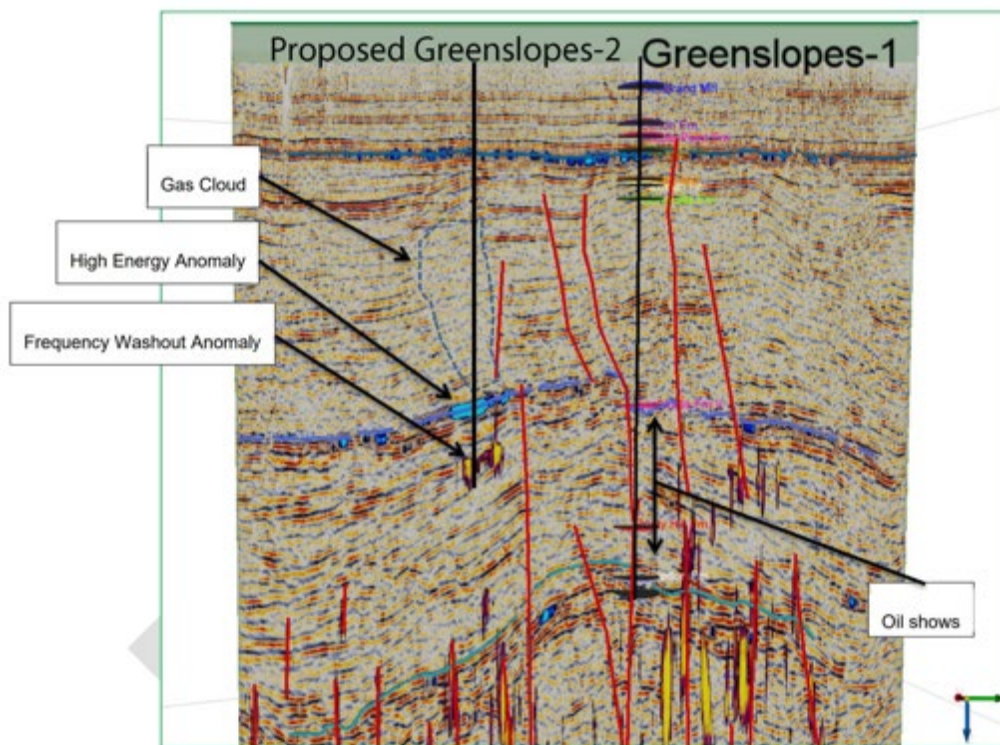 Proposed Greenslopes-2
Greenslopes-1
Gas Cloud
High Energy Anomaly
Frequency Washout Anomaly
Oil shows